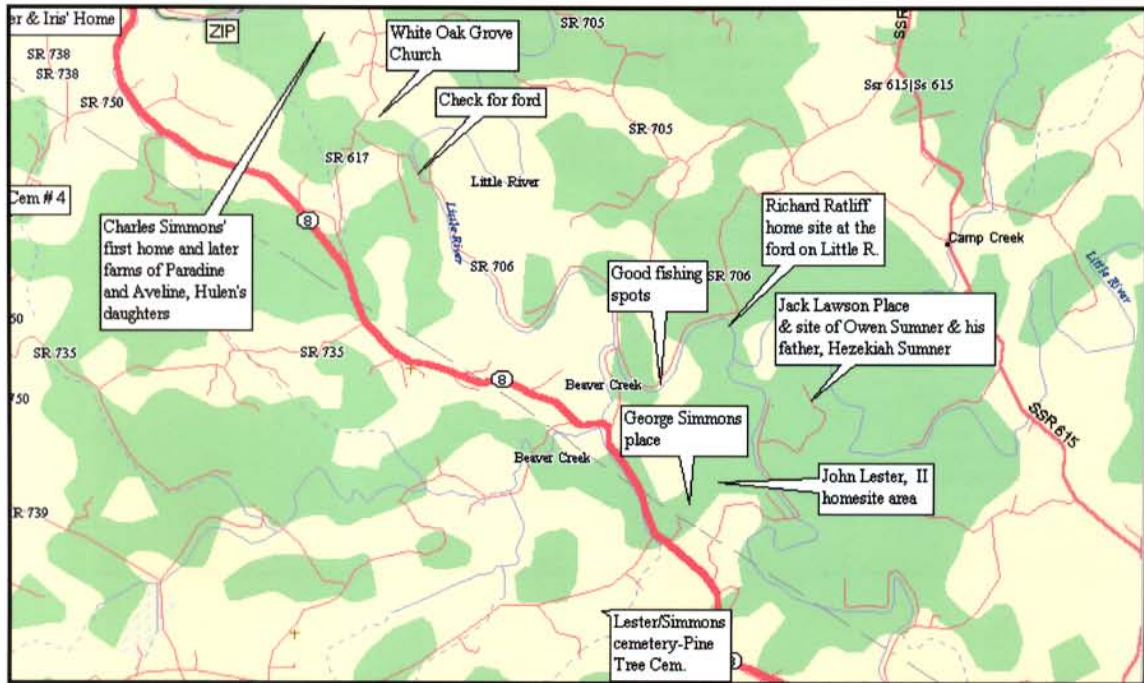 er & Iris' Home
ZIP
White Oak Grove
Church
SR 705
SSR
SR 738
SR 738
SR 750
Check for ford
SR 705
Ssr 615|Ss 615
SR 617
Little River
Cem # 4
8
Little River
Charles Simmons'
first home and later
farms of Paradine
and Aveline, Hulen's
daughters
Richard Ratliff
home site at the
ford on Little R.
Camp Creek
Little River
SR 706
Good fishing
spots
SR 706
Jack Lawson Place
& site of Owen Sumner & his
father, Hezekiah Sumner
50
SR 735
SR 735
8
Beaver Creek
750
SSR 615
George Simmons
place
Beaver Creek
John Lester, II
homesite area
R 739
Lester/Simmons
cemetery-Pine
Tree Cem.
8